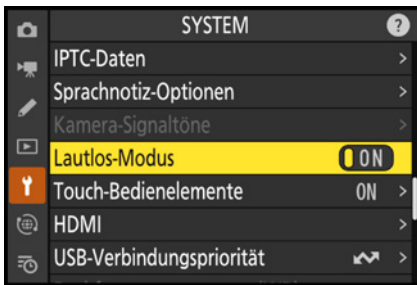 SYSTEM
?
IPTC-Daten
Sprachnotiz-Optionen
Kamera-Signaltöne
Lautlos-Modus ON
Touch-Bedienelemente ON
HDMI
USB-Verbindungspriorität